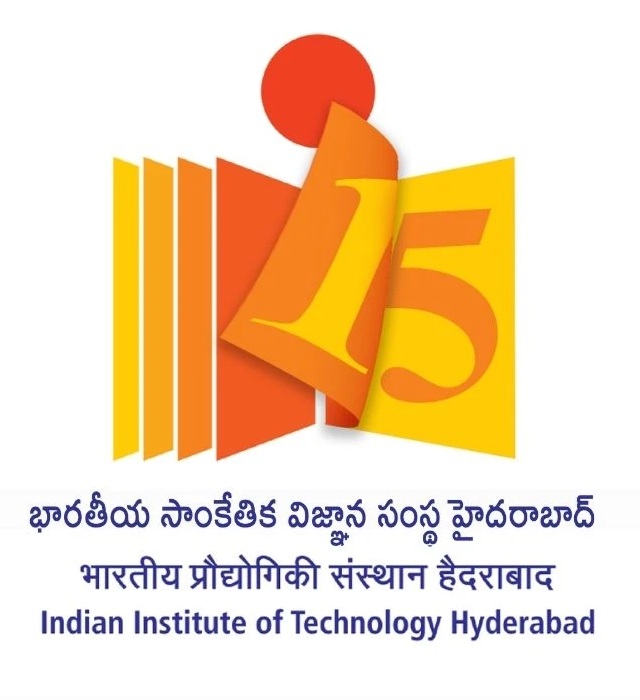 15
భారతీయ సాంకేతిక విజ్ఞాన సంస్థ హైదరాబాద్
भारतीय प्रौद्योगिकी संस्थान हैदराबाद
Indian Institute of Technology Hyderabad